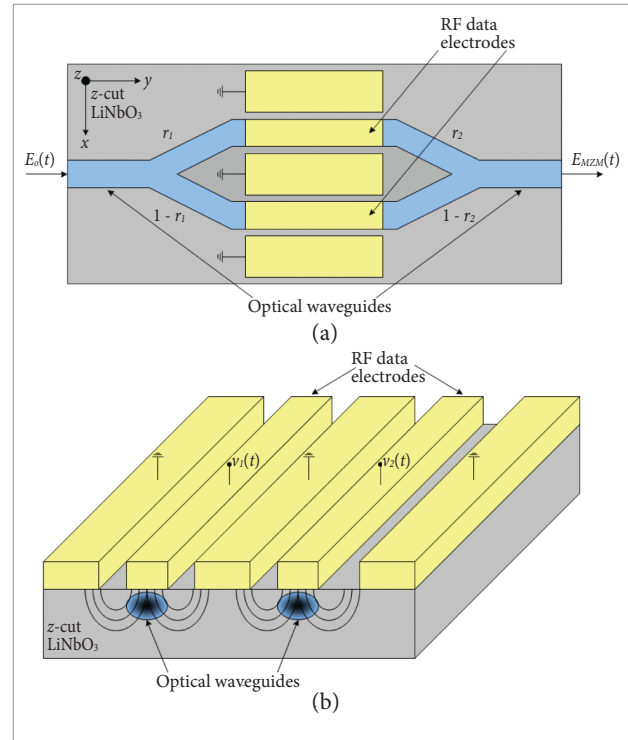 RF data
electrodes
z
y
z-cut
LiNbO3
x
r1
r2
Eo(t)
EMZM(t)
1 - r1
1 - r2
Optical waveguides
(a)
RF data
electrodes
v1(t)
v2(t)
z-cut
LiNbO3
Optical waveguides
(b)